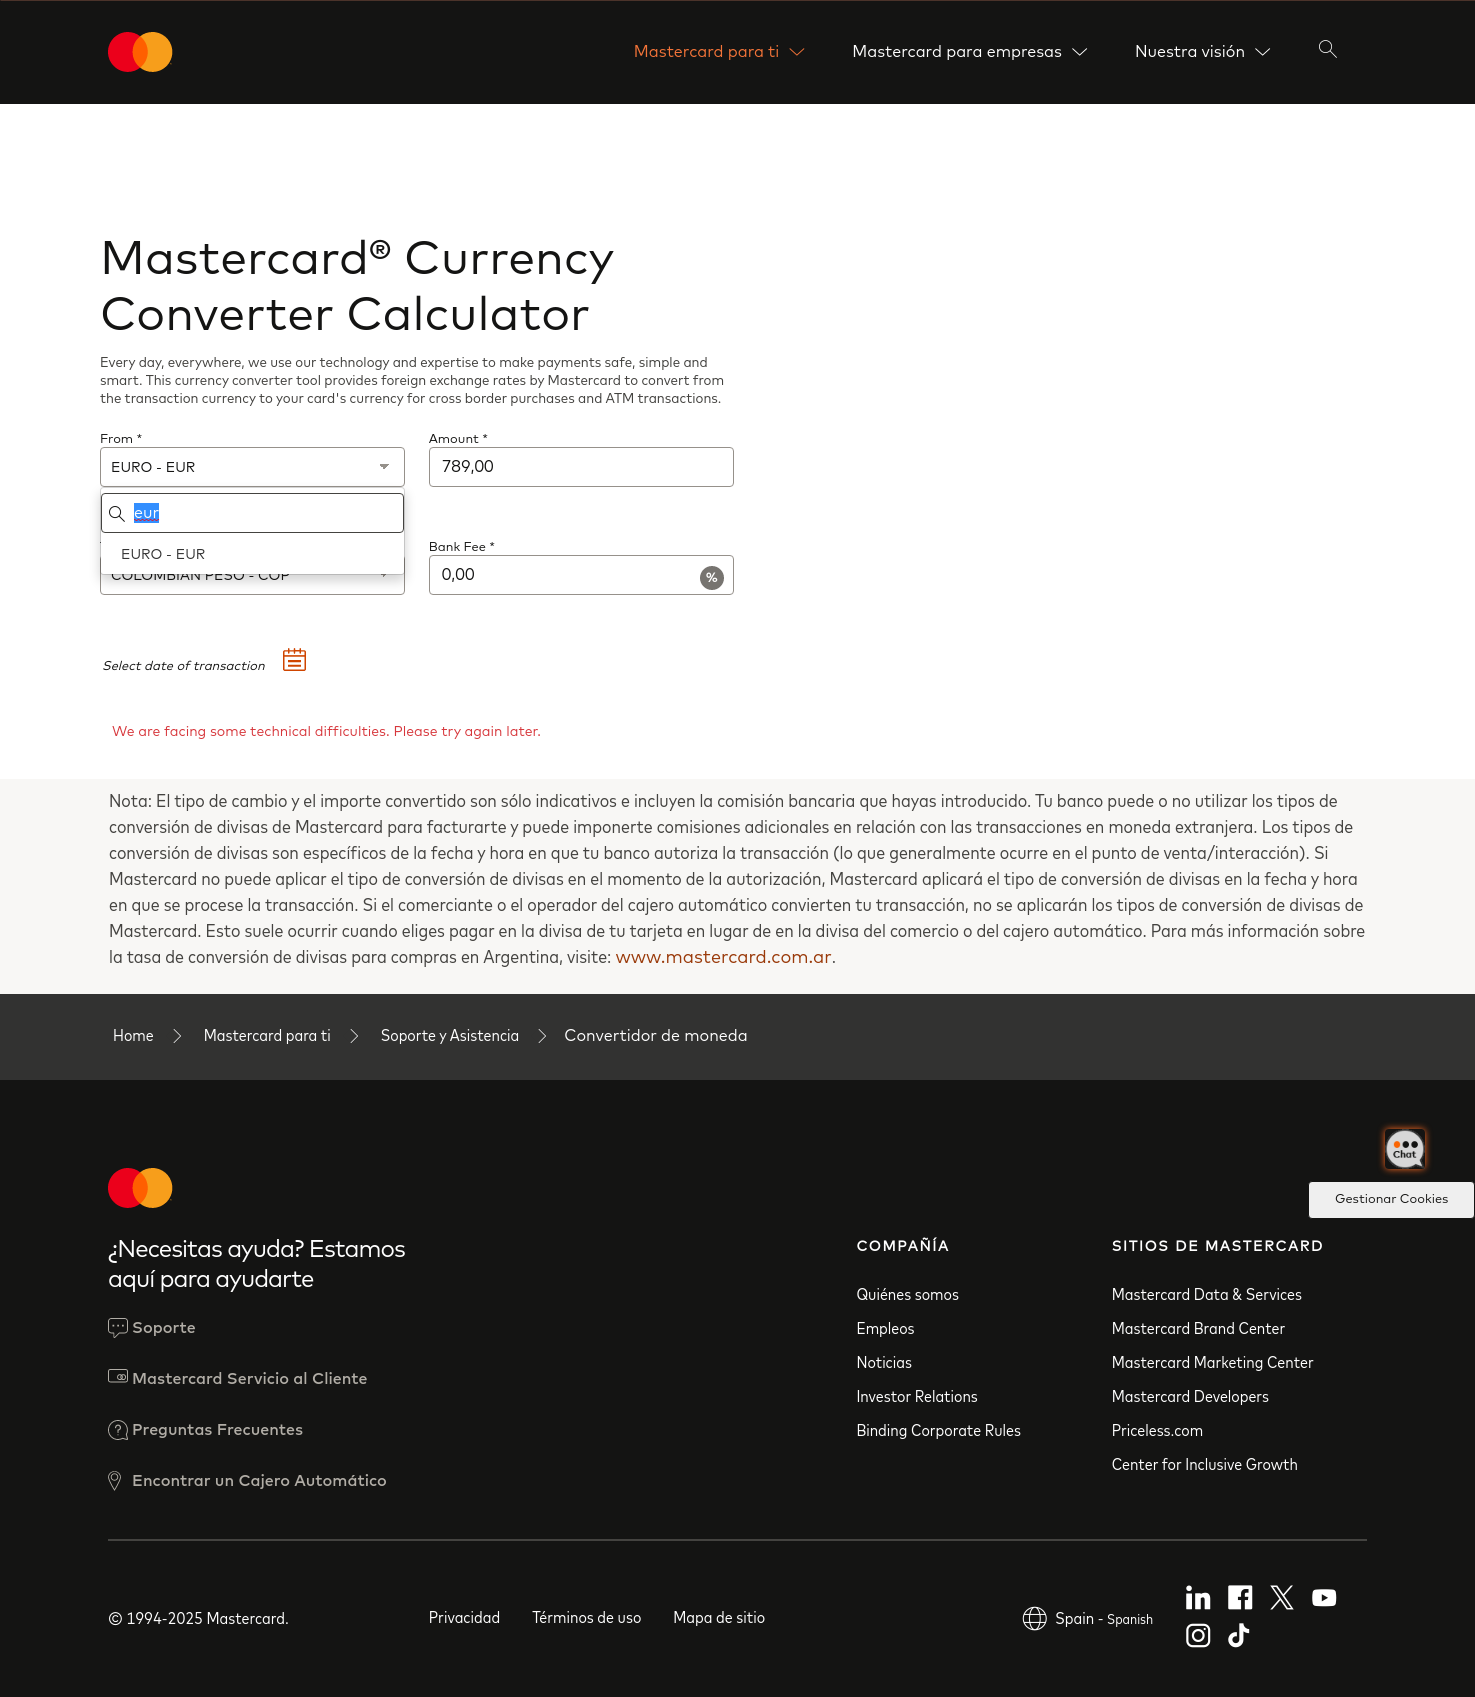 Mastercard para ti
Mastercard para empresas
Nuestra visión
Mastercard® Currency
Converter Calculator
Every day, everywhere, we use our technology and expertise to make payments safe, simple and
smart. This currency converter tool provides foreign exchange rates by Mastercard to convert from
the transaction currency to your card's currency for cross border purchases and ATM transactions.
From *
Amount *
EURO - EUR
789,00
eur
EURO - EUR
Bank Fee *
COLOMBIAN PESO - COP
0,00
%
Select date of transaction
We are facing some technical difficulties. Please try again later.
Nota: El tipo de cambio y el importe convertido son sólo indicativos e incluyen la comisión bancaria que hayas introducido. Tu banco puede o no utilizar los tipos de
conversión de divisas de Mastercard para facturarte y puede imponerte comisiones adicionales en relación con las transacciones en moneda extranjera. Los tipos de
conversión de divisas son específicos de la fecha y hora en que tu banco autoriza la transacción (lo que generalmente ocurre en el punto de venta/interacción). Si
Mastercard no puede aplicar el tipo de conversión de divisas en el momento de la autorización, Mastercard aplicará el tipo de conversión de divisas en la fecha y hora
en que se procese la transacción. Si el comerciante o el operador del cajero automático convierten tu transacción, no se aplicarán los tipos de conversión de divisas de
Mastercard. Esto suele ocurrir cuando eliges pagar en la divisa de tu tarjeta en lugar de en la divisa del comercio o del cajero automático. Para más información sobre
la tasa de conversión de divisas para compras en Argentina, visite: www.mastercard.com.ar.
Home
Mastercard para ti
Soporte y Asistencia
Convertidor de moneda
Chat
Gestionar Cookies
¿Necesitas ayuda? Estamos
aquí para ayudarte
Soporte
Mastercard Servicio al Cliente
Preguntas Frecuentes
Encontrar un Cajero Automático
COMPAÑÍA
Quiénes somos
Empleos
Noticias
Investor Relations
Binding Corporate Rules
SITIOS DE MASTERCARD
Mastercard Data & Services
Mastercard Brand Center
Mastercard Marketing Center
Mastercard Developers
Priceless.com
Center for Inclusive Growth
© 1994-2025 Mastercard.
Privacidad
Términos de uso
Mapa de sitio
Spain - Spanish